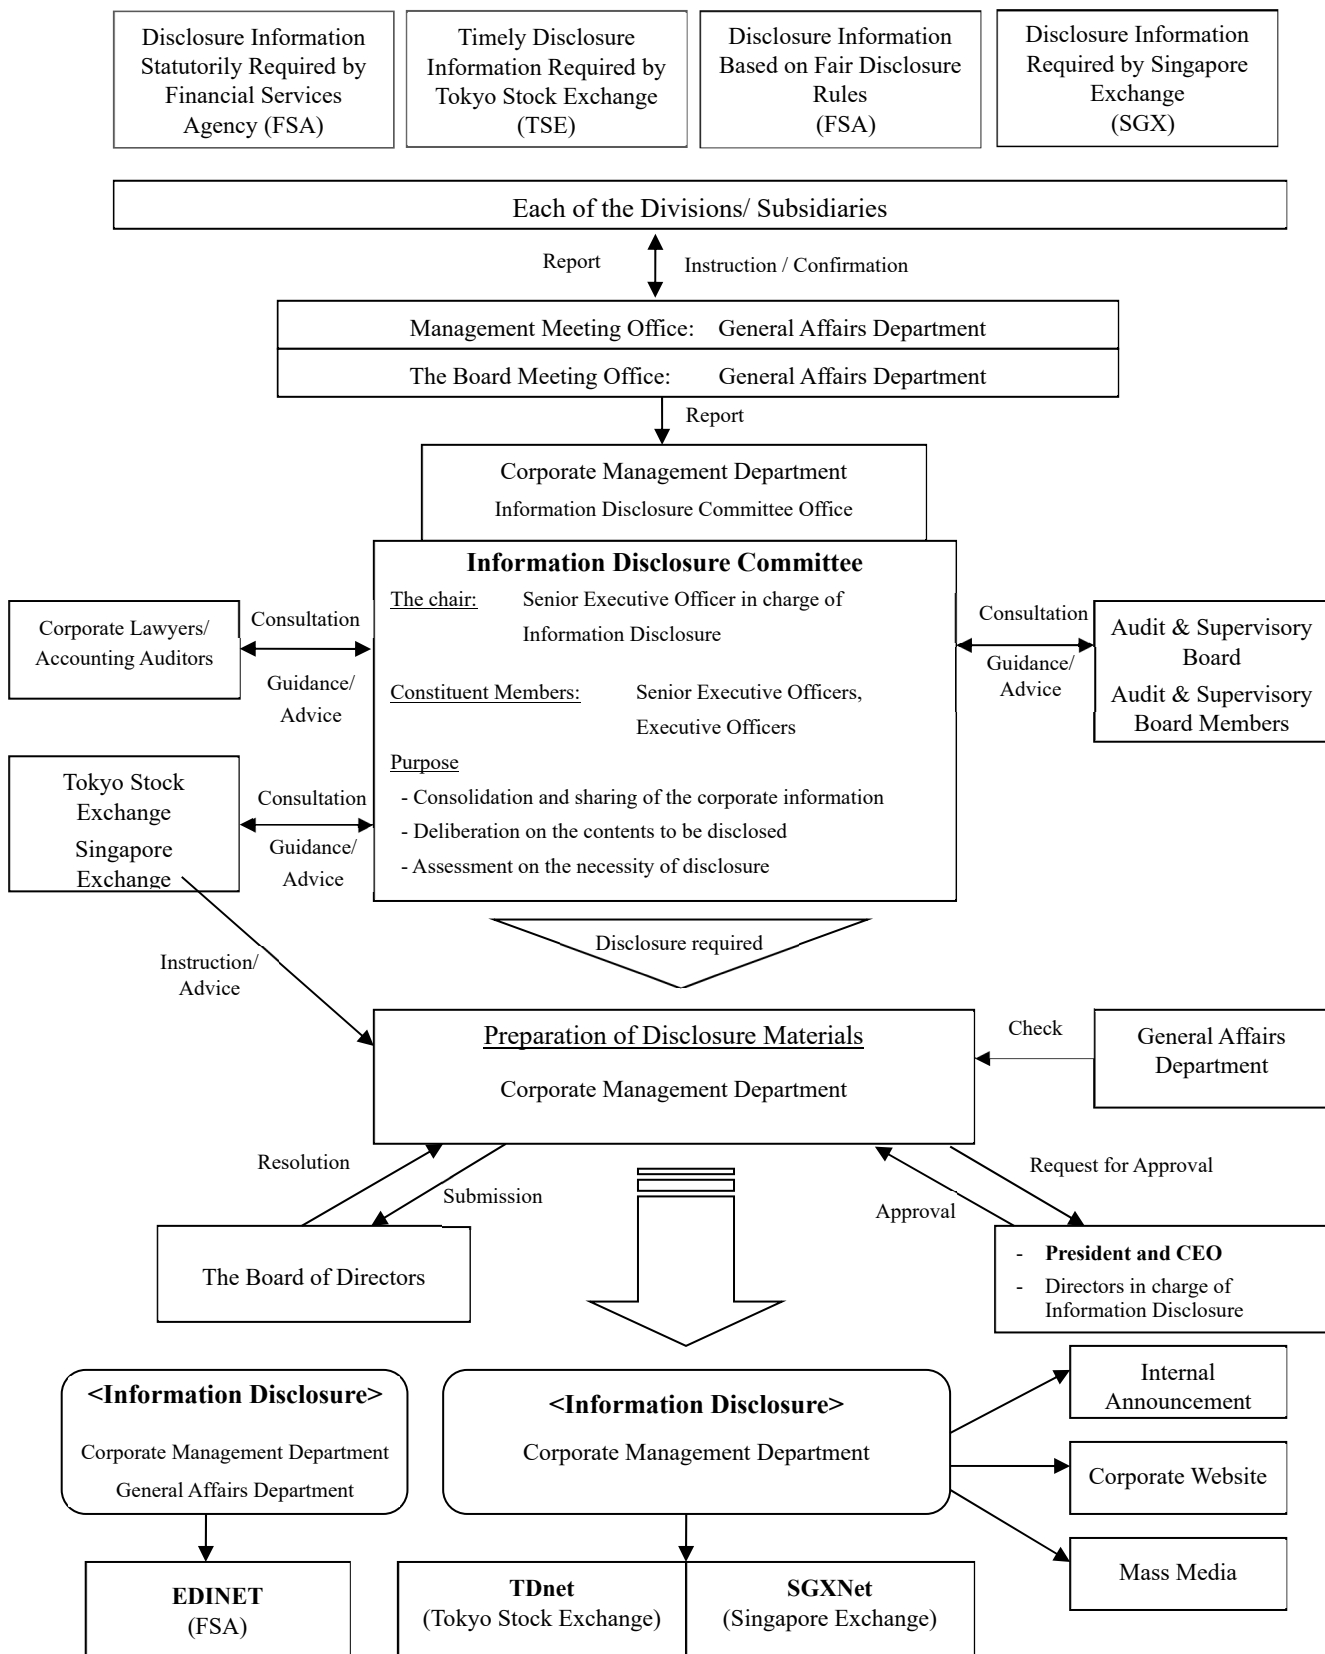 Disclosure Information
Statutorily Required by
Financial Services
Agency (FSA)
Timely Disclosure
Information Required by
Tokyo Stock Exchange
(TSE)
Disclosure Information
Based on Fair Disclosure
Rules
(FSA)
Disclosure Information
Required by Singapore
Exchange
(SGX)
Each of the Divisions/ Subsidiaries
Report
Instruction / Confirmation
Management Meeting Office: General Affairs Department
The Board Meeting Office: General Affairs Department
Report
Corporate Management Department
Information Disclosure Committee Office
Information Disclosure Committee
The chair: Senior Executive Officer in charge of
Information Disclosure
Constituent Members: Senior Executive Officers,
Executive Officers
Purpose
- Consolidation and sharing of the corporate information
- Deliberation on the contents to be disclosed
- Assessment on the necessity of disclosure
Corporate Lawyers/
Accounting Auditors
Consultation
Guidance/
Advice
Consultation
Guidance/
Advice
Audit & Supervisory
Board
Audit & Supervisory
Board Members
Tokyo Stock
Exchange
Singapore
Exchange
Consultation
Guidance/
Advice
Disclosure required
Instruction/
Advice
Preparation of Disclosure Materials
Corporate Management Department
Check
General Affairs
Department
Resolution
Submission
Approval
Request for Approval
The Board of Directors
- President and CEO
- Directors in charge of
Information Disclosure
<Information Disclosure>
Corporate Management Department
General Affairs Department
<Information Disclosure>
Corporate Management Department
Internal
Announcement
Corporate Website
Mass Media
EDINET
(FSA)
TDnet
(Tokyo Stock Exchange)
SGXNet
(Singapore Exchange)